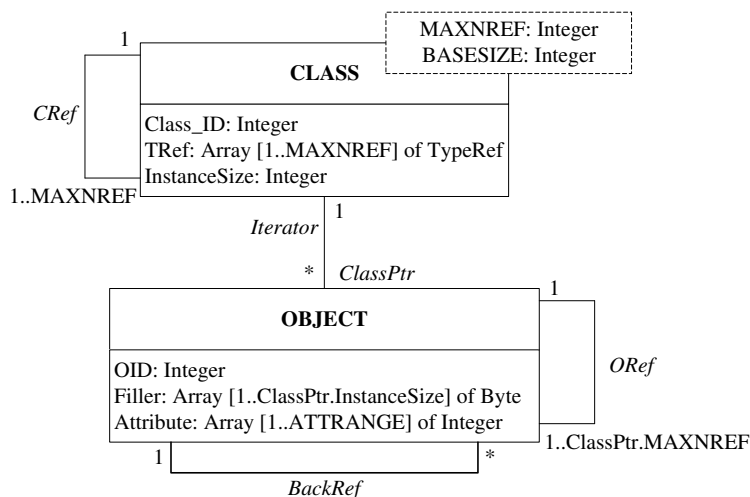 MAXNREF: Integer
BASESIZE: Integer
1
CLASS
CRef
Class_ID: Integer
TRef: Array [1..MAXNREF] of TypeRef
InstanceSize: Integer
1..MAXNREF
1
Iterator
* ClassPtr
1
OBJECT
OID: Integer
Filler: Array [1..ClassPtr.InstanceSize] of Byte
Attribute: Array [1..ATTRANGE] of Integer
ORef
1..ClassPtr.MAXNREF
1 *
BackRef